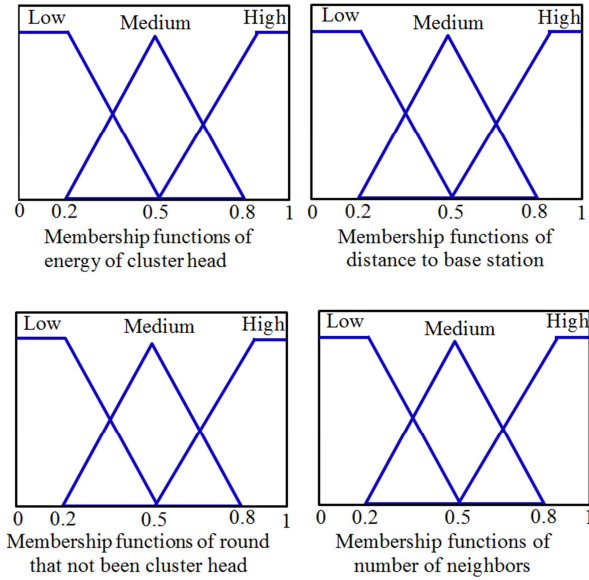 Low Medium High
0 0.2 0.5 0.8 1
Membership functions of
energy of cluster head
Low Medium High
0 0.2 0.5 0.8 1
Membership functions of
distance to base station
Low Medium High
0 0.2 0.5 0.8 1
Membership functions of round
that not been cluster head
Low Medium High
0 0.2 0.5 0.8 1
Membership functions of
number of neighbors